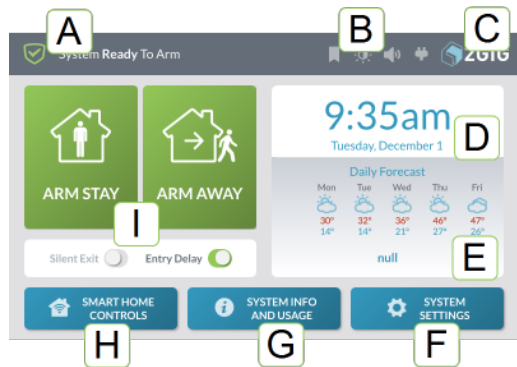 A
B
C
System Ready To Arm
2GIG
9:35am
Tuesday, December 1
D
Daily Forecast
Mon Tue Wed Thu Fri
30° 32° 36° 46° 47°
14° 14° 21° 27° 26°
null
E
ARM STAY
ARM AWAY
I
Silent Exit
Entry Delay
SMART HOME
CONTROLS
SYSTEM INFO
AND USAGE
SYSTEM
SETTINGS
H
G
F